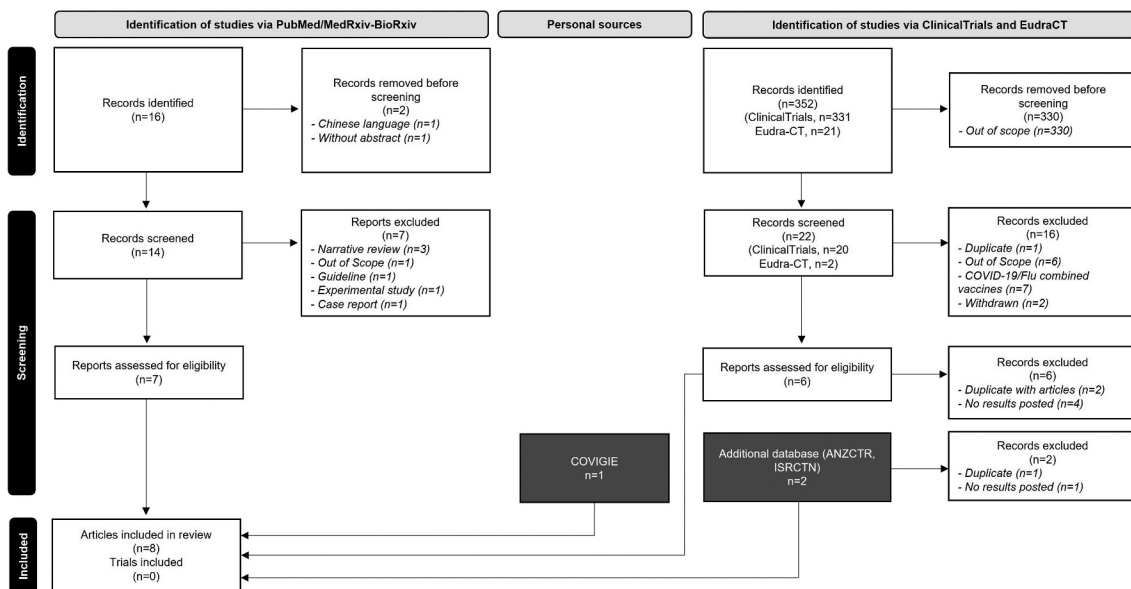 Identification of studies via PubMed/MedRxiv-BioRxiv
Personal sources
Identification of studies via ClinicalTrials and EudraCT
Identification
Records identified
(n=16)
Records removed before
screening
(n=2)
- Chinese language (n=1)
- Without abstract (n=1)
Records identified
(n=352)
(ClinicalTrials, n=331
Eudra-CT, n=21)
Records removed before
screening
(n=330)
- Out of scope (n=330)
Screening
Records screened
(n=14)
Reports excluded
(n=7)
- Narrative review (n=3)
- Out of Scope (n=1)
- Guideline (n=1)
- Experimental study (n=1)
- Case report (n=1)
Records screened
(n=22)
(ClinicalTrials, n=20
Eudra-CT, n=2)
Records excluded
(n=16)
- Duplicate (n=1)
- Out of Scope (n=6)
- COVID-19/Flu combined
vaccines (n=7)
- Withdrawn (n=2)
Reports assessed for eligibility
(n=7)
Reports assessed for eligibility
(n=6)
Records excluded
(n=6)
- Duplicate with articles (n=2)
- No results posted (n=4)
COVIGIE
n=1
Additional database (ANZCTR,
ISRCTN)
n=2
Records excluded
(n=2)
- Duplicate (n=1)
- No results posted (n=1)
Included
Articles included in review
(n=8)
Trials included
(n=0)